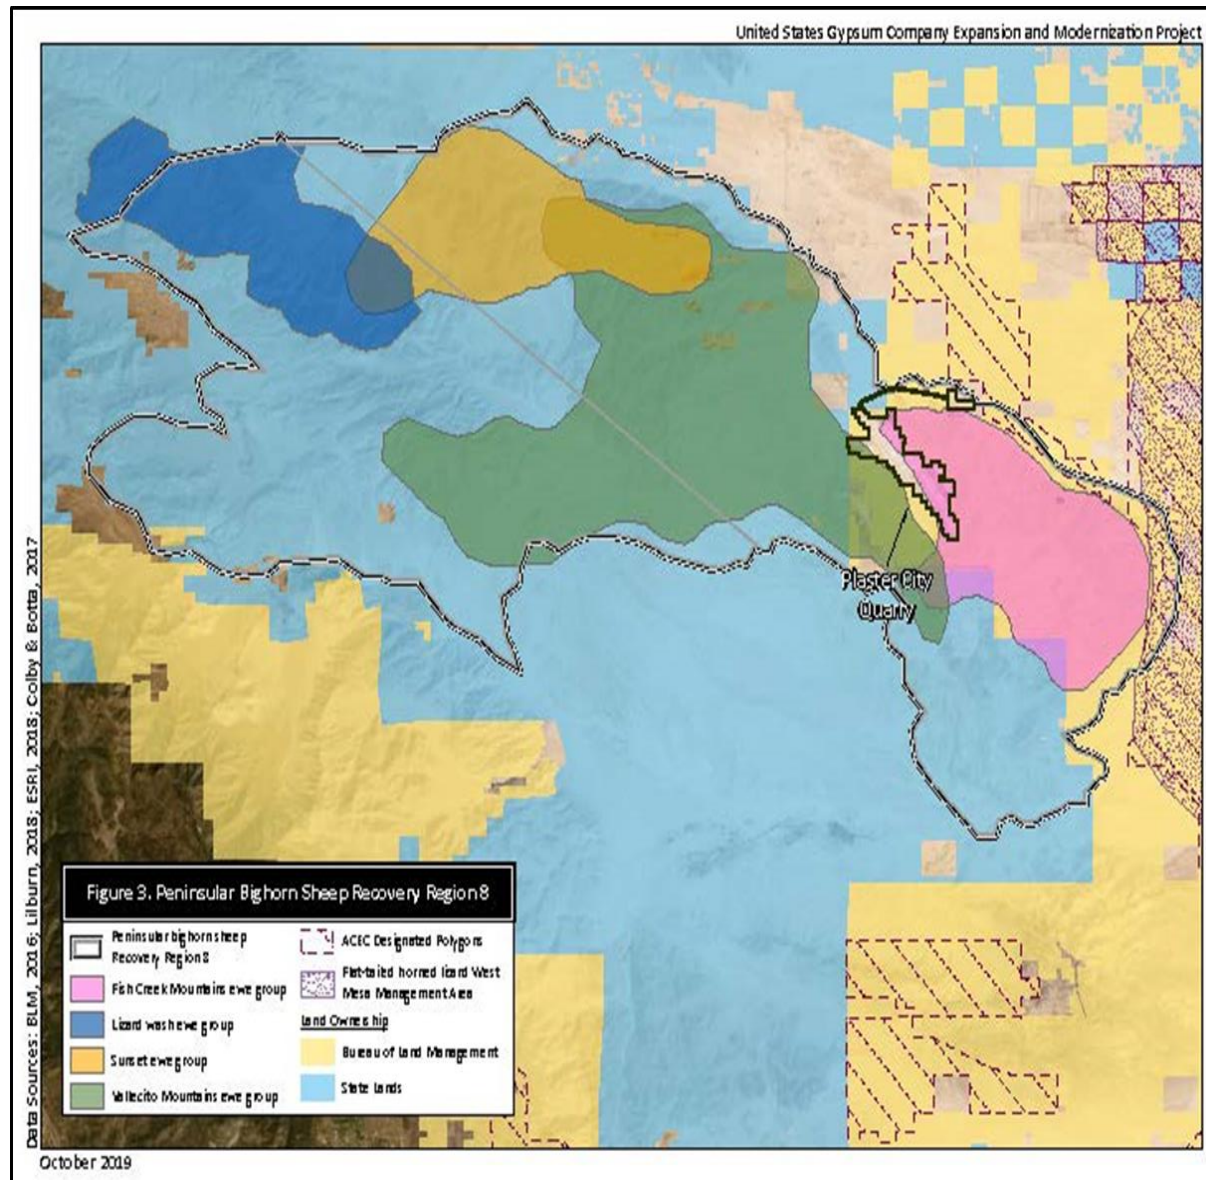 United States Gypsum Company Expansion and Modernization Project
Plaster City
Quarry
Data Sources: BLM, 2016; Lilburn, 2018; ESRI, 2018; Colby & Botta, 2017
Figure 3. Peninsular Bighorn Sheep Recovery Region 8
Peninsular bighorn sheep
Recovery Region 8
Fish Creek Mountains ewe group
Lizard wash ewe group
Sunset ewe group
Vallecito Mountains ewe group
ACEC Designated Polygons
Flat-tailed horned lizard West
Mesa Management Area
Land Ownership
Bureau of Land Management
State Lands
October 2019